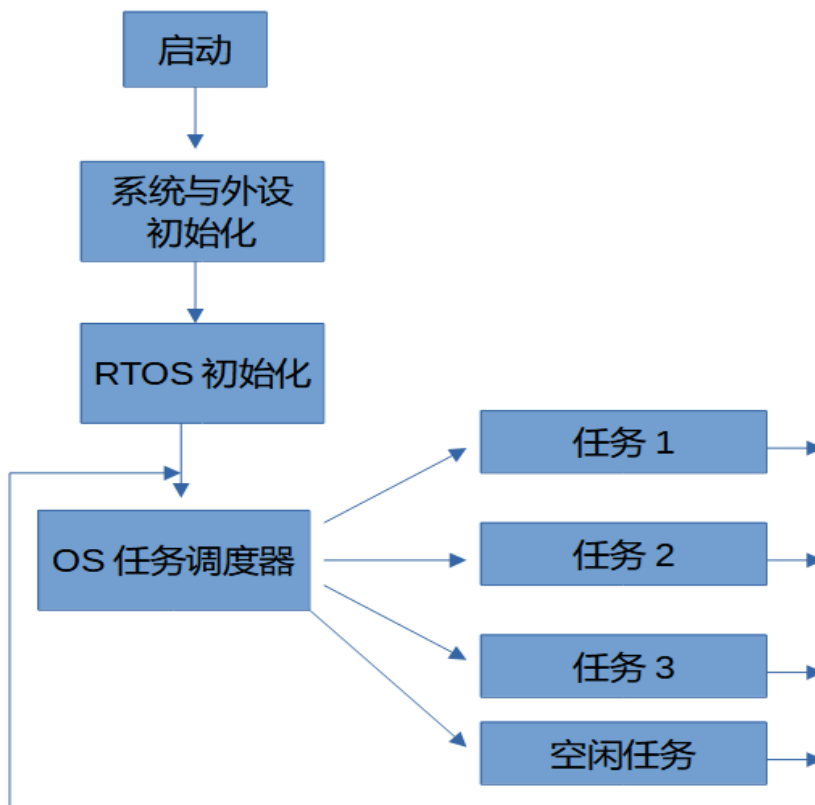 启动
系统与外设
初始化
RTOS 初始化
OS 任务调度器
任务 1
任务 2
任务 3
空闲任务